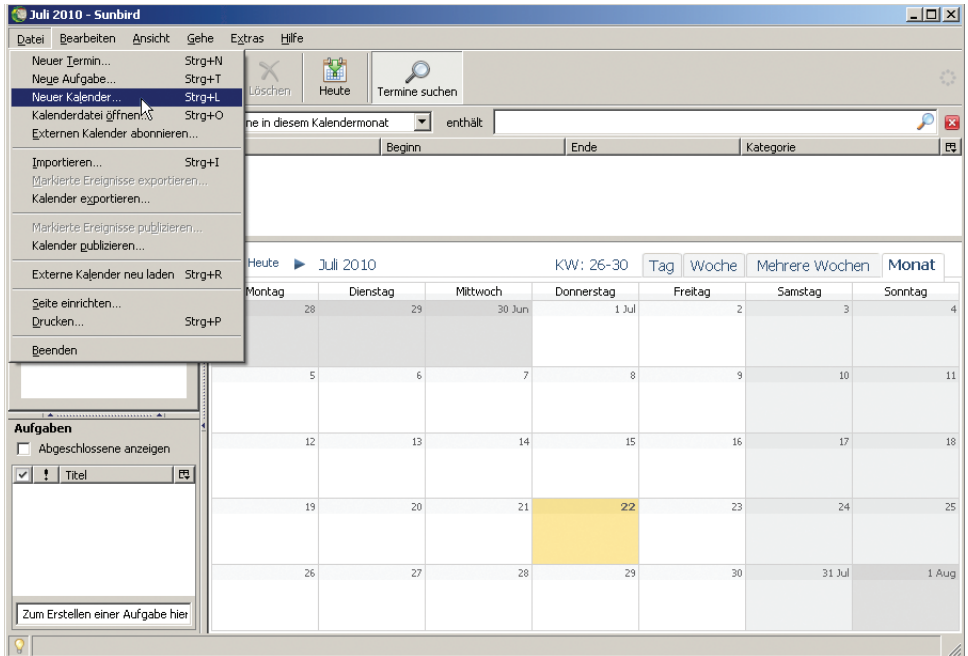 Juli 2010 - Sunbird
Datei Bearbeiten Ansicht Gehe Extras Hilfe
Neuer Termin... Strg+N
Neue Aufgabe... Strg+T
Neuer Kalender... Strg+L
Kalenderdatei öffnen... Strg+O
Externen Kalender abonnieren...
Importieren... Strg+I
Markierte Ereignisse exportieren...
Kalender exportieren...
Markierte Ereignisse publizieren...
Kalender publizieren...
Externe Kalender neu laden Strg+R
Seite einrichten...
Drucken... Strg+P
Beenden
Löschen Heute Termine suchen
ne in diesem Kalendermonat enthält
Beginn Ende Kategorie
Heute Juli 2010 KW: 26-30 Tag Woche Mehrere Wochen Monat
Montag Dienstag Mittwoch Donnerstag Freitag Samstag Sonntag
28 29 30 Jun 1 Jul 2 3 4
5 6 7 8 9 10 11
12 13 14 15 16 17 18
19 20 21 22 23 24 25
26 27 28 29 30 31 Jul 1 Aug
Aufgaben
Abgeschlossene anzeigen
! Titel
Zum Erstellen einer Aufgabe hier